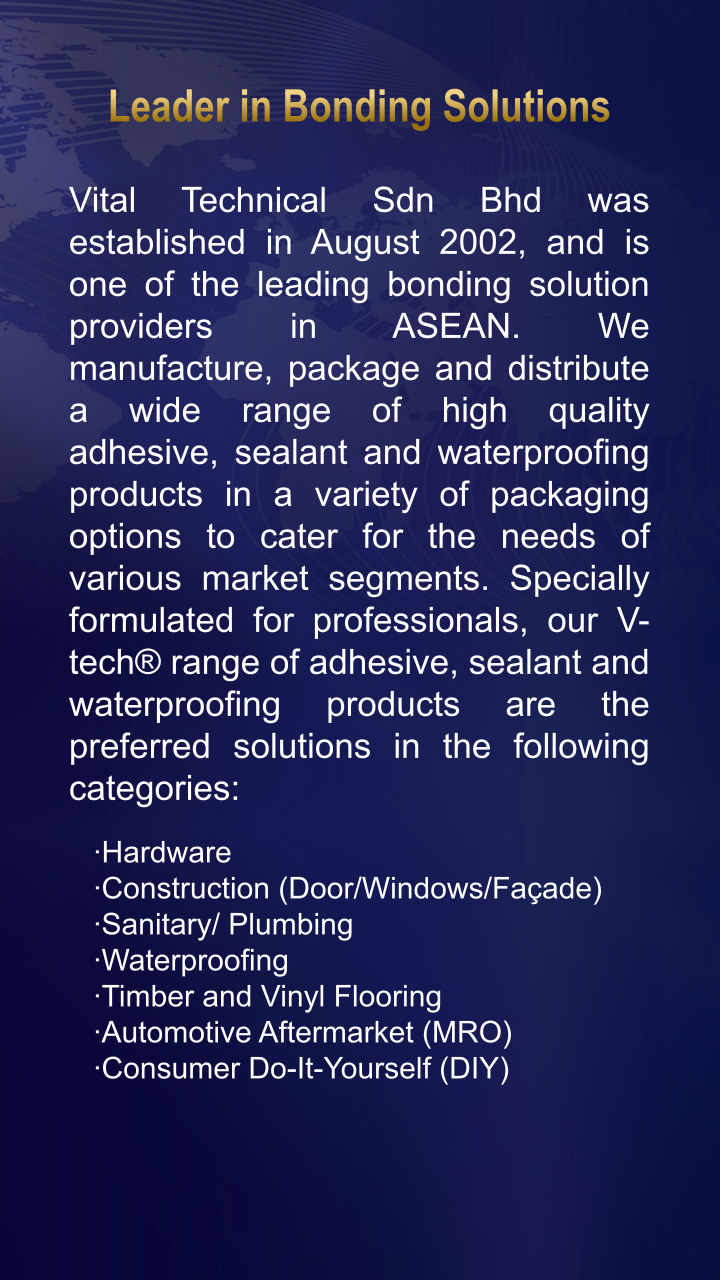 Leader in Bonding Solutions
Vital Technical Sdn Bhd was
established in August 2002, and is
one of the leading bonding solution
providers in ASEAN. We
manufacture, package and distribute
a wide range of high quality
adhesive, sealant and waterproofing
products in a variety of packaging
options to cater for the needs of
various market segments. Specially
formulated for professionals, our V-
tech® range of adhesive, sealant and
waterproofing products are the
preferred solutions in the following
categories:
·Hardware
·Construction (Door/Windows/Façade)
·Sanitary/ Plumbing
·Waterproofing
·Timber and Vinyl Flooring
·Automotive Aftermarket (MRO)
·Consumer Do-It-Yourself (DIY)